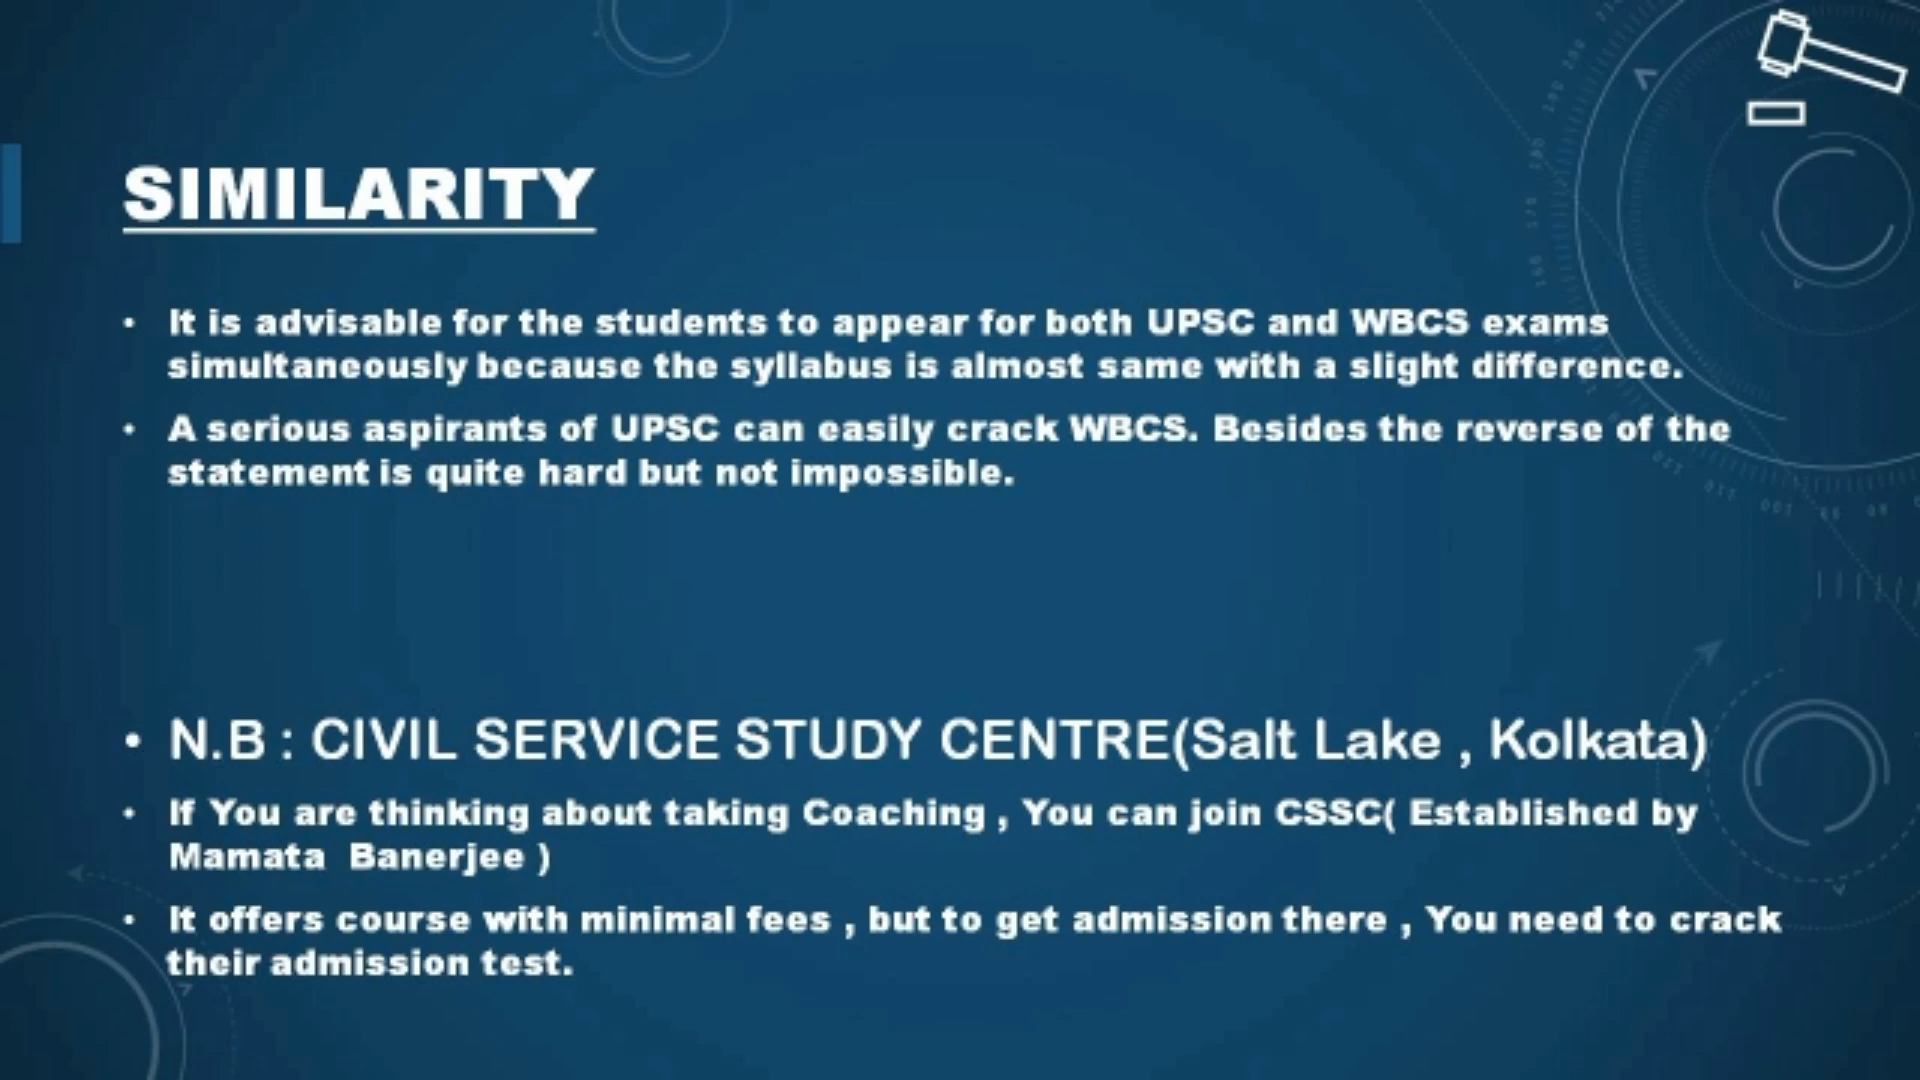 SIMILARITY
• It is advisable for the students to appear for both UPSC and WBCS exams
simultaneously because the syllabus is almost same with a slight difference.
• A serious aspirants of UPSC can easily crack WBCS. Besides the reverse of the
statement is quite hard but not impossible.
• N.B : CIVIL SERVICE STUDY CENTRE(Salt Lake , Kolkata)
• If You are thinking about taking Coaching , You can join CSSC( Established by
Mamata Banerjee )
• It offers course with minimal fees , but to get admission there , You need to crack
their admission test.